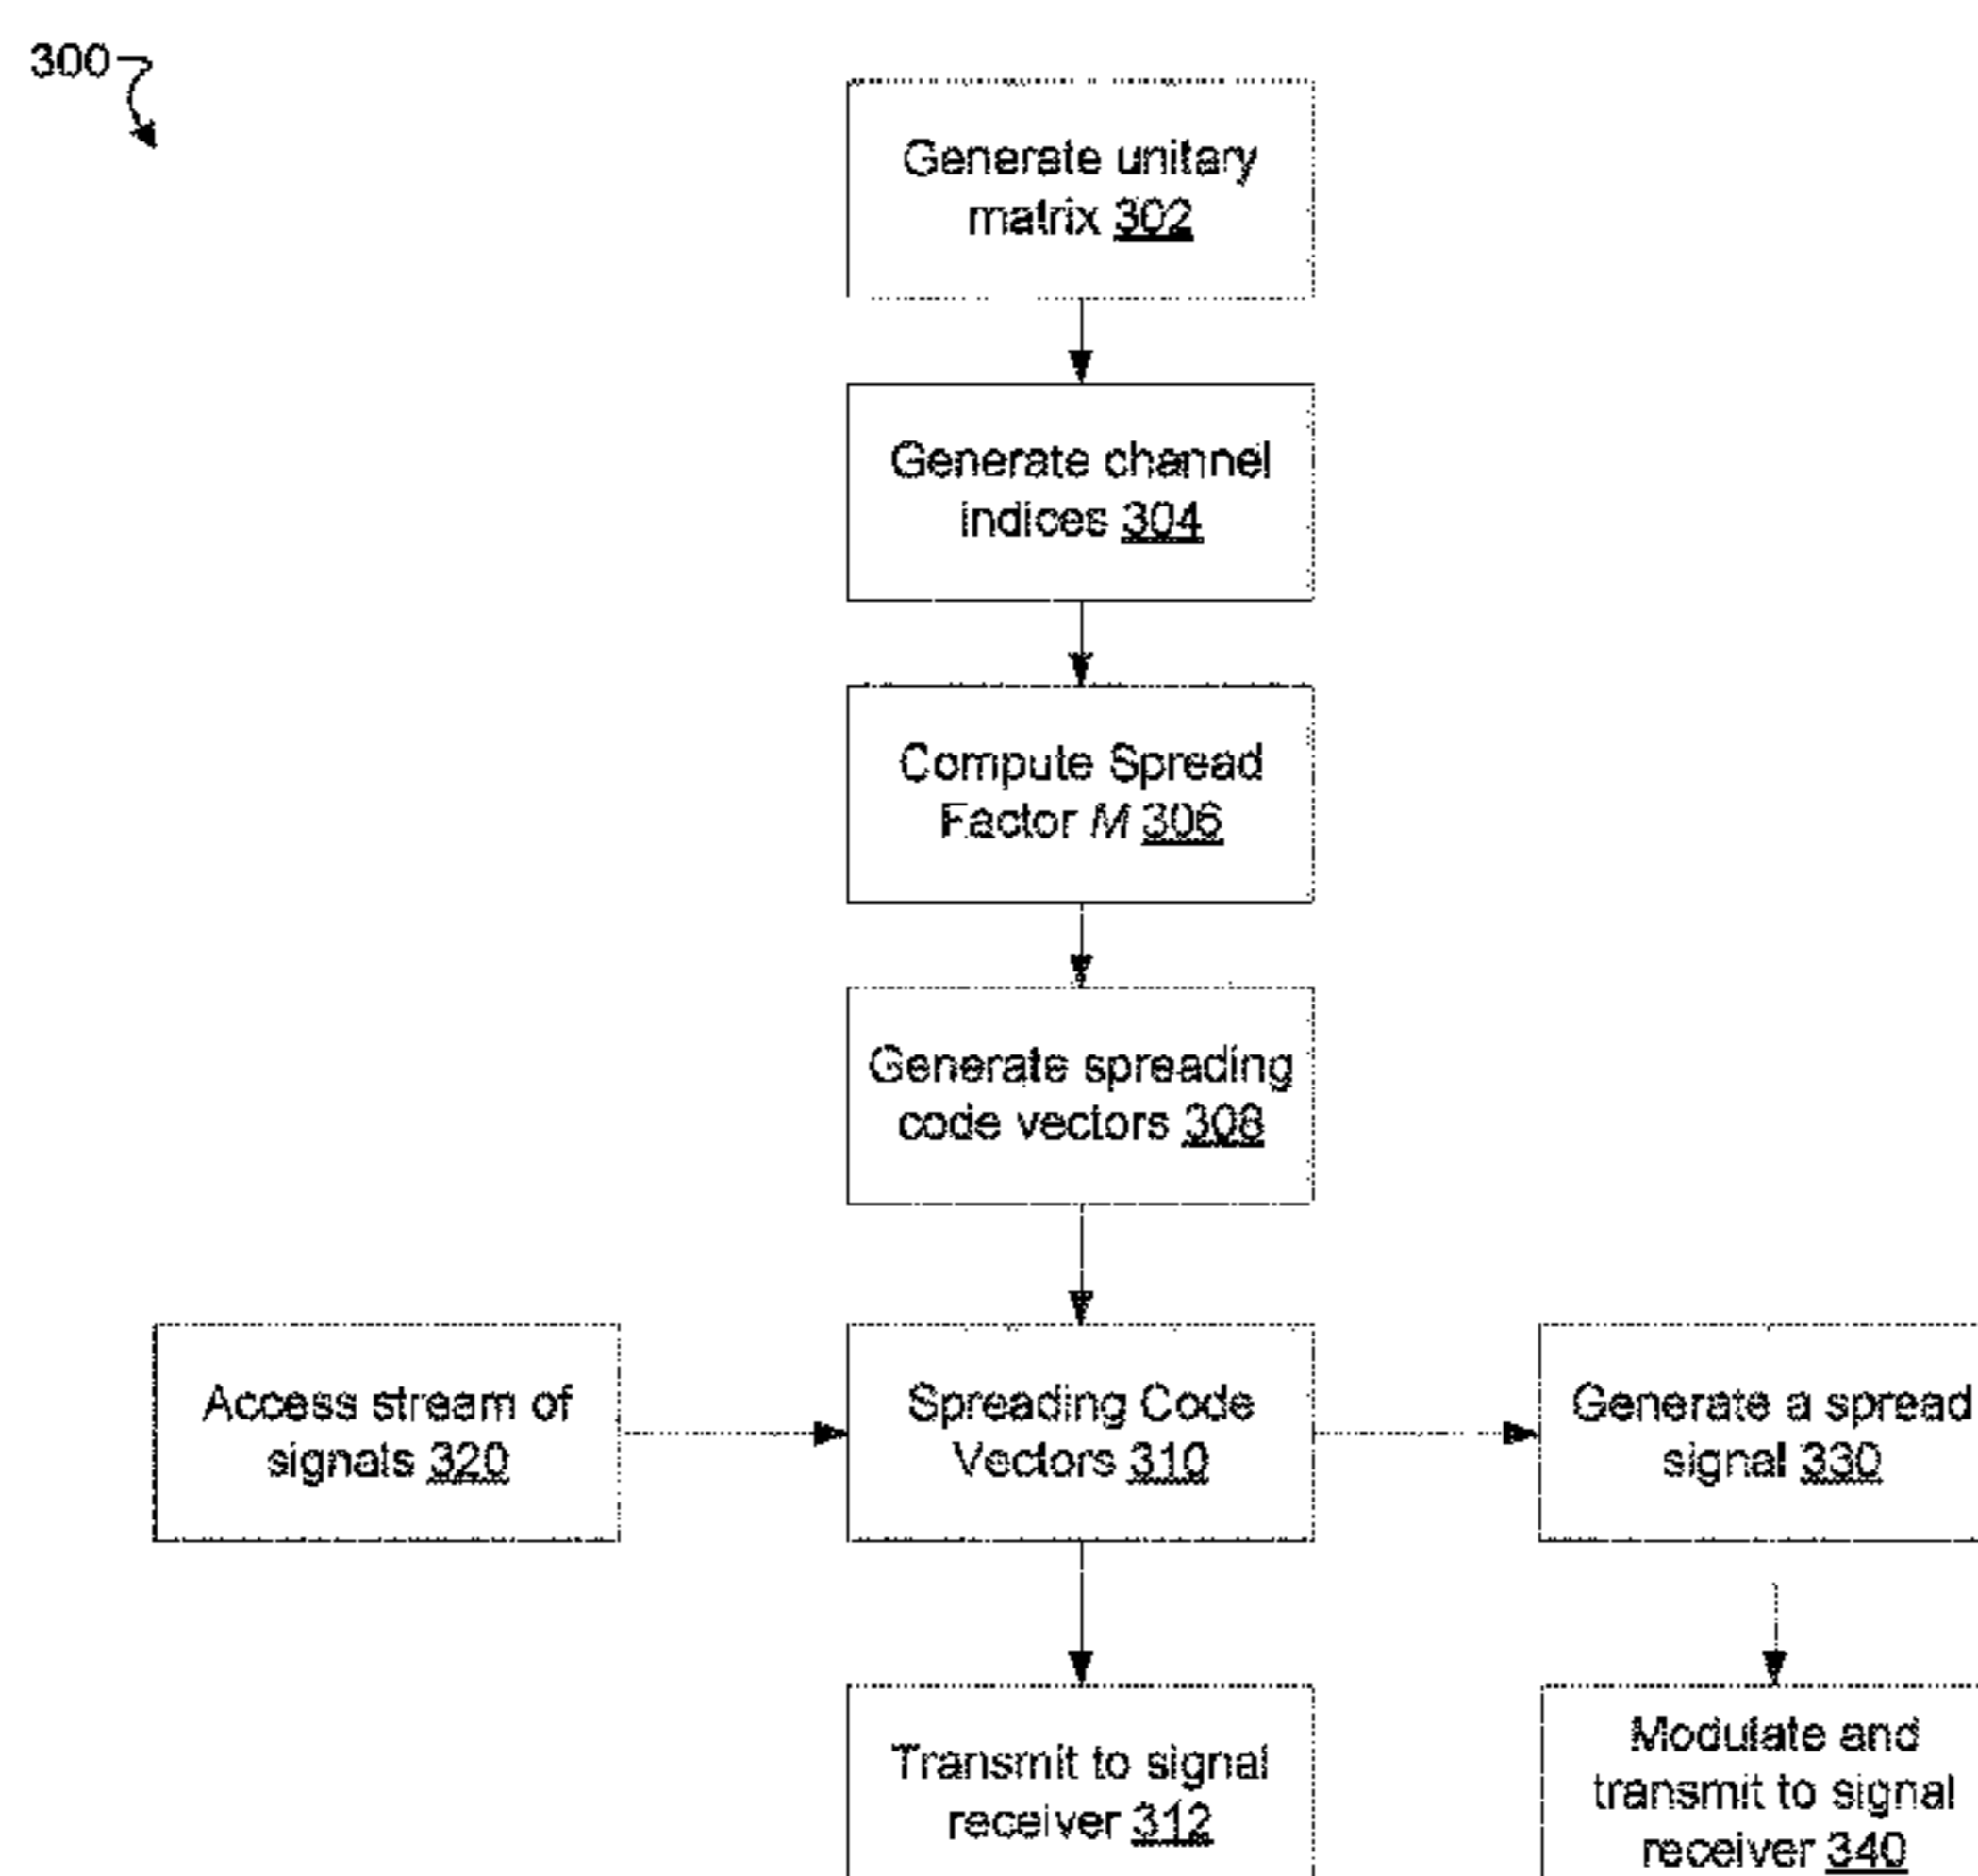 300
Generate unitary
matrix 302
Generate channel
indices 304
Compute Spread
Factor M 306
Generate spreading
code vectors 308
Access stream of
signals 320
Spreading Code
Vectors 310
Generate a spread
signal 330
Transmit to signal
receiver 312
Modulate and
transmit to signal
receiver 340